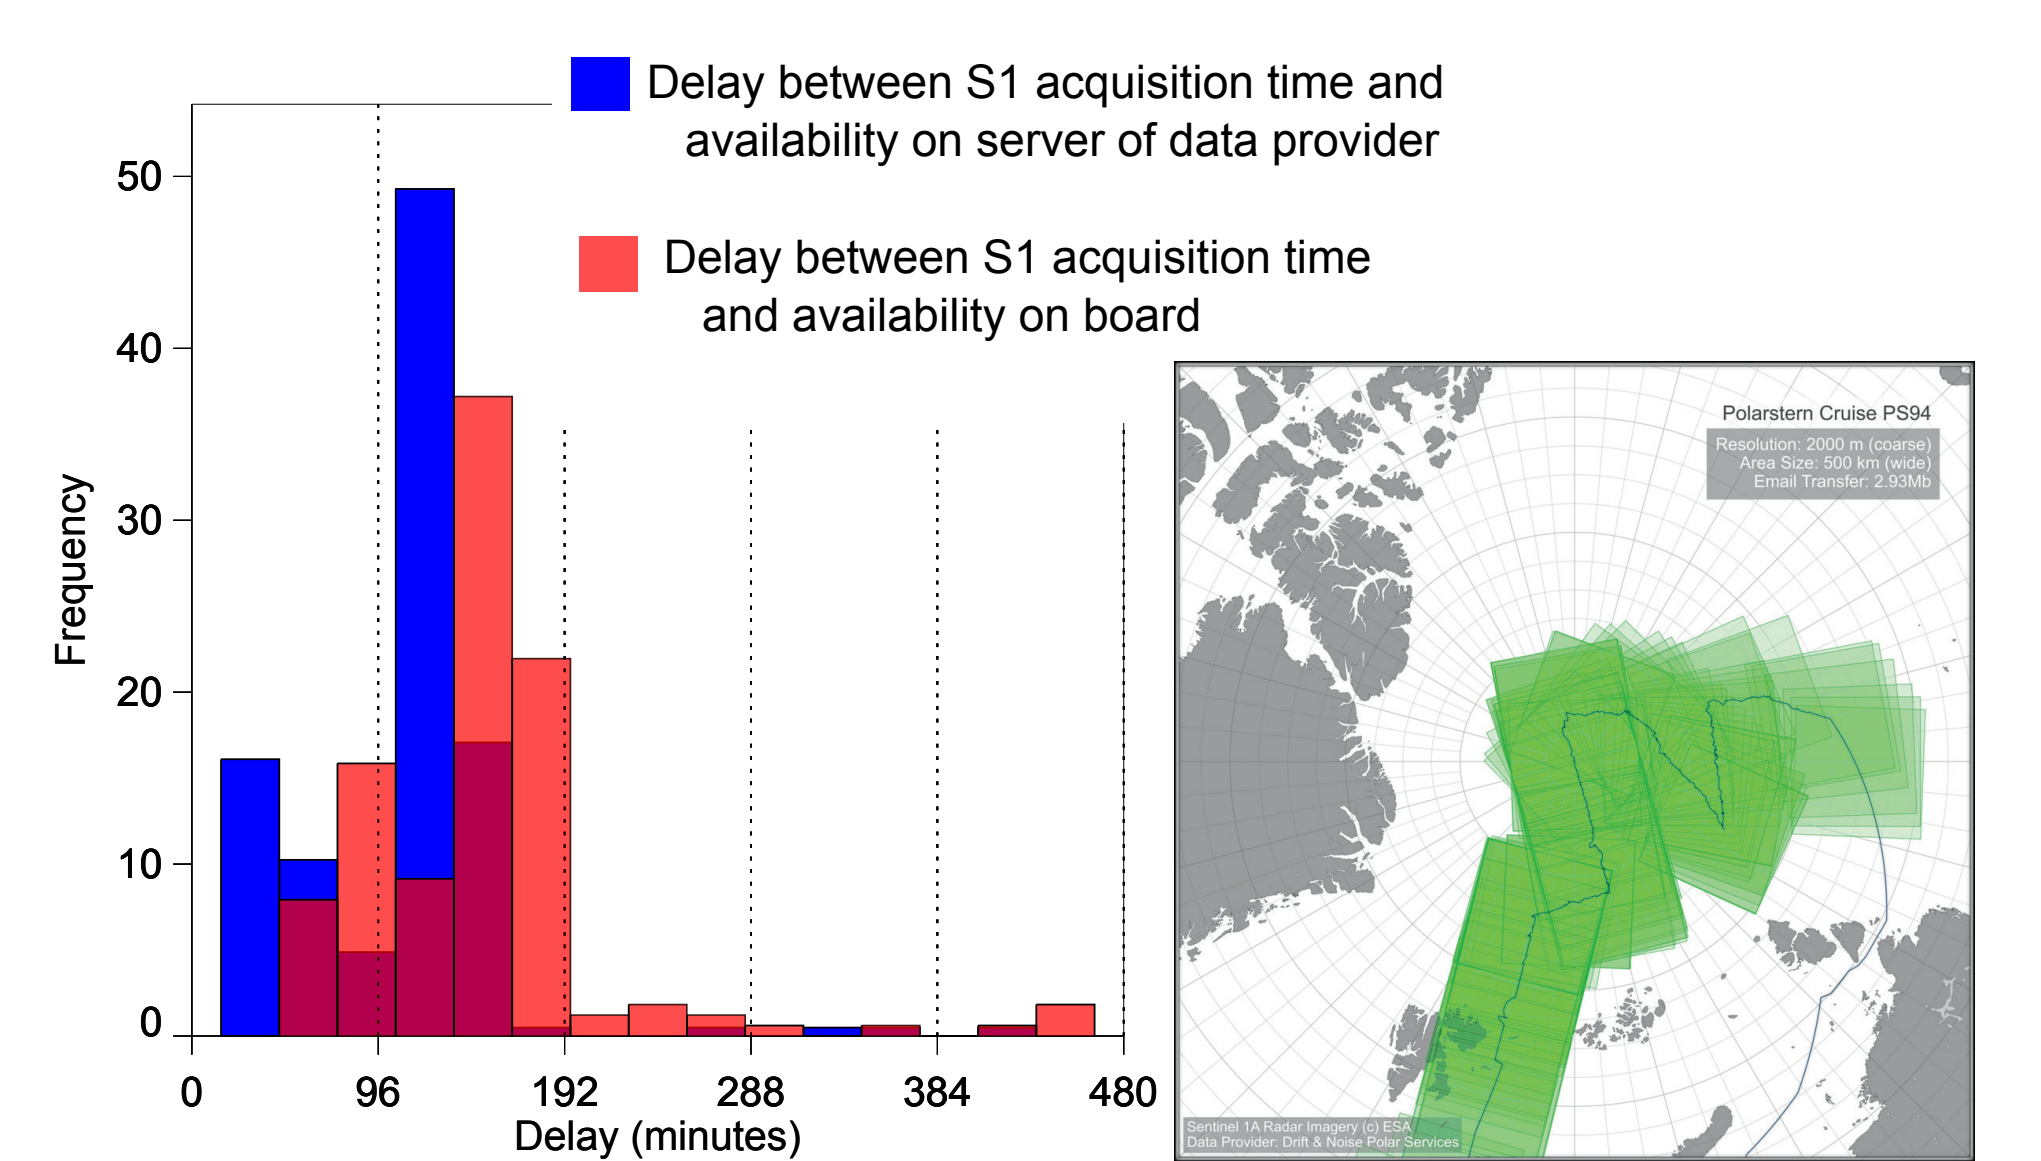 Delay between S1 acquisition time and
availability on server of data provider
Delay between S1 acquisition time
and availability on board
Frequency
50
40
30
20
10
0
0 96 192 288 384 480
Delay (minutes)
Polarstern Cruise PS94
Resolution: 2000 m (coarse)
Area Size: 500 km (wide)
Email Transfer: 2.93Mb
Sentinel 1A Radar Imagery (c) ESA
Data Provider: Drift & Noise Polar Services